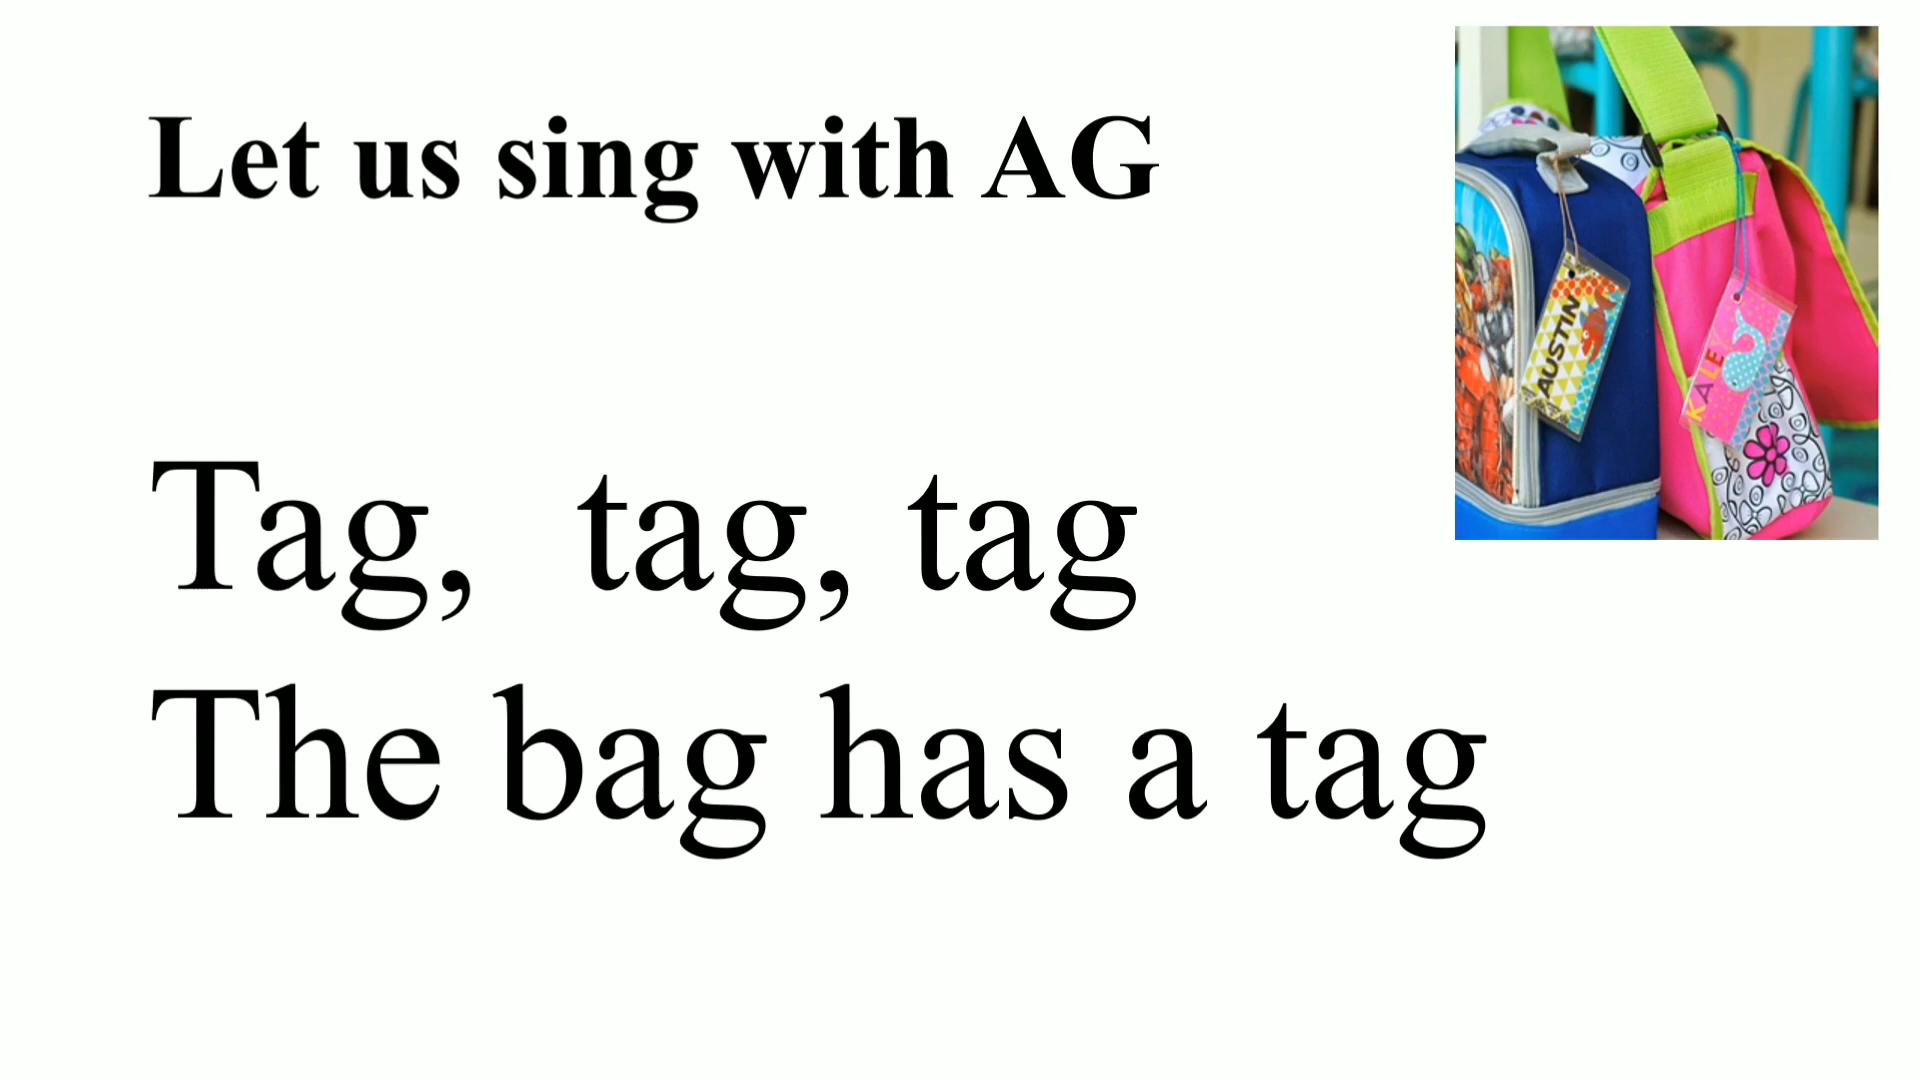 Let us sing with AG
Tag, tag, tag
The bag has a tag
AUSTIN
KALEY